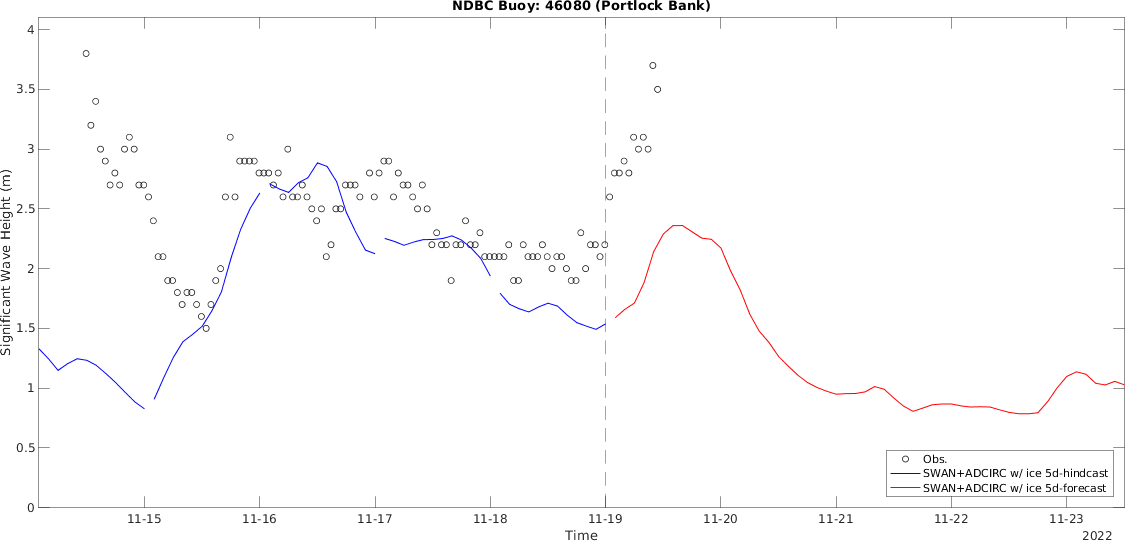 NDBC Buoy: 46080 (Portlock Bank)
4
3.5
3
2.5
2
1.5
1
0.5
0
Significant Wave Height (m)
Obs.
SWAN+ADCIRC w/ ice 5d-hindcast
SWAN+ADCIRC w/ ice 5d-forecast
11-15 11-16 11-17 11-18 11-19 11-20 11-21 11-22 11-23
Time
2022